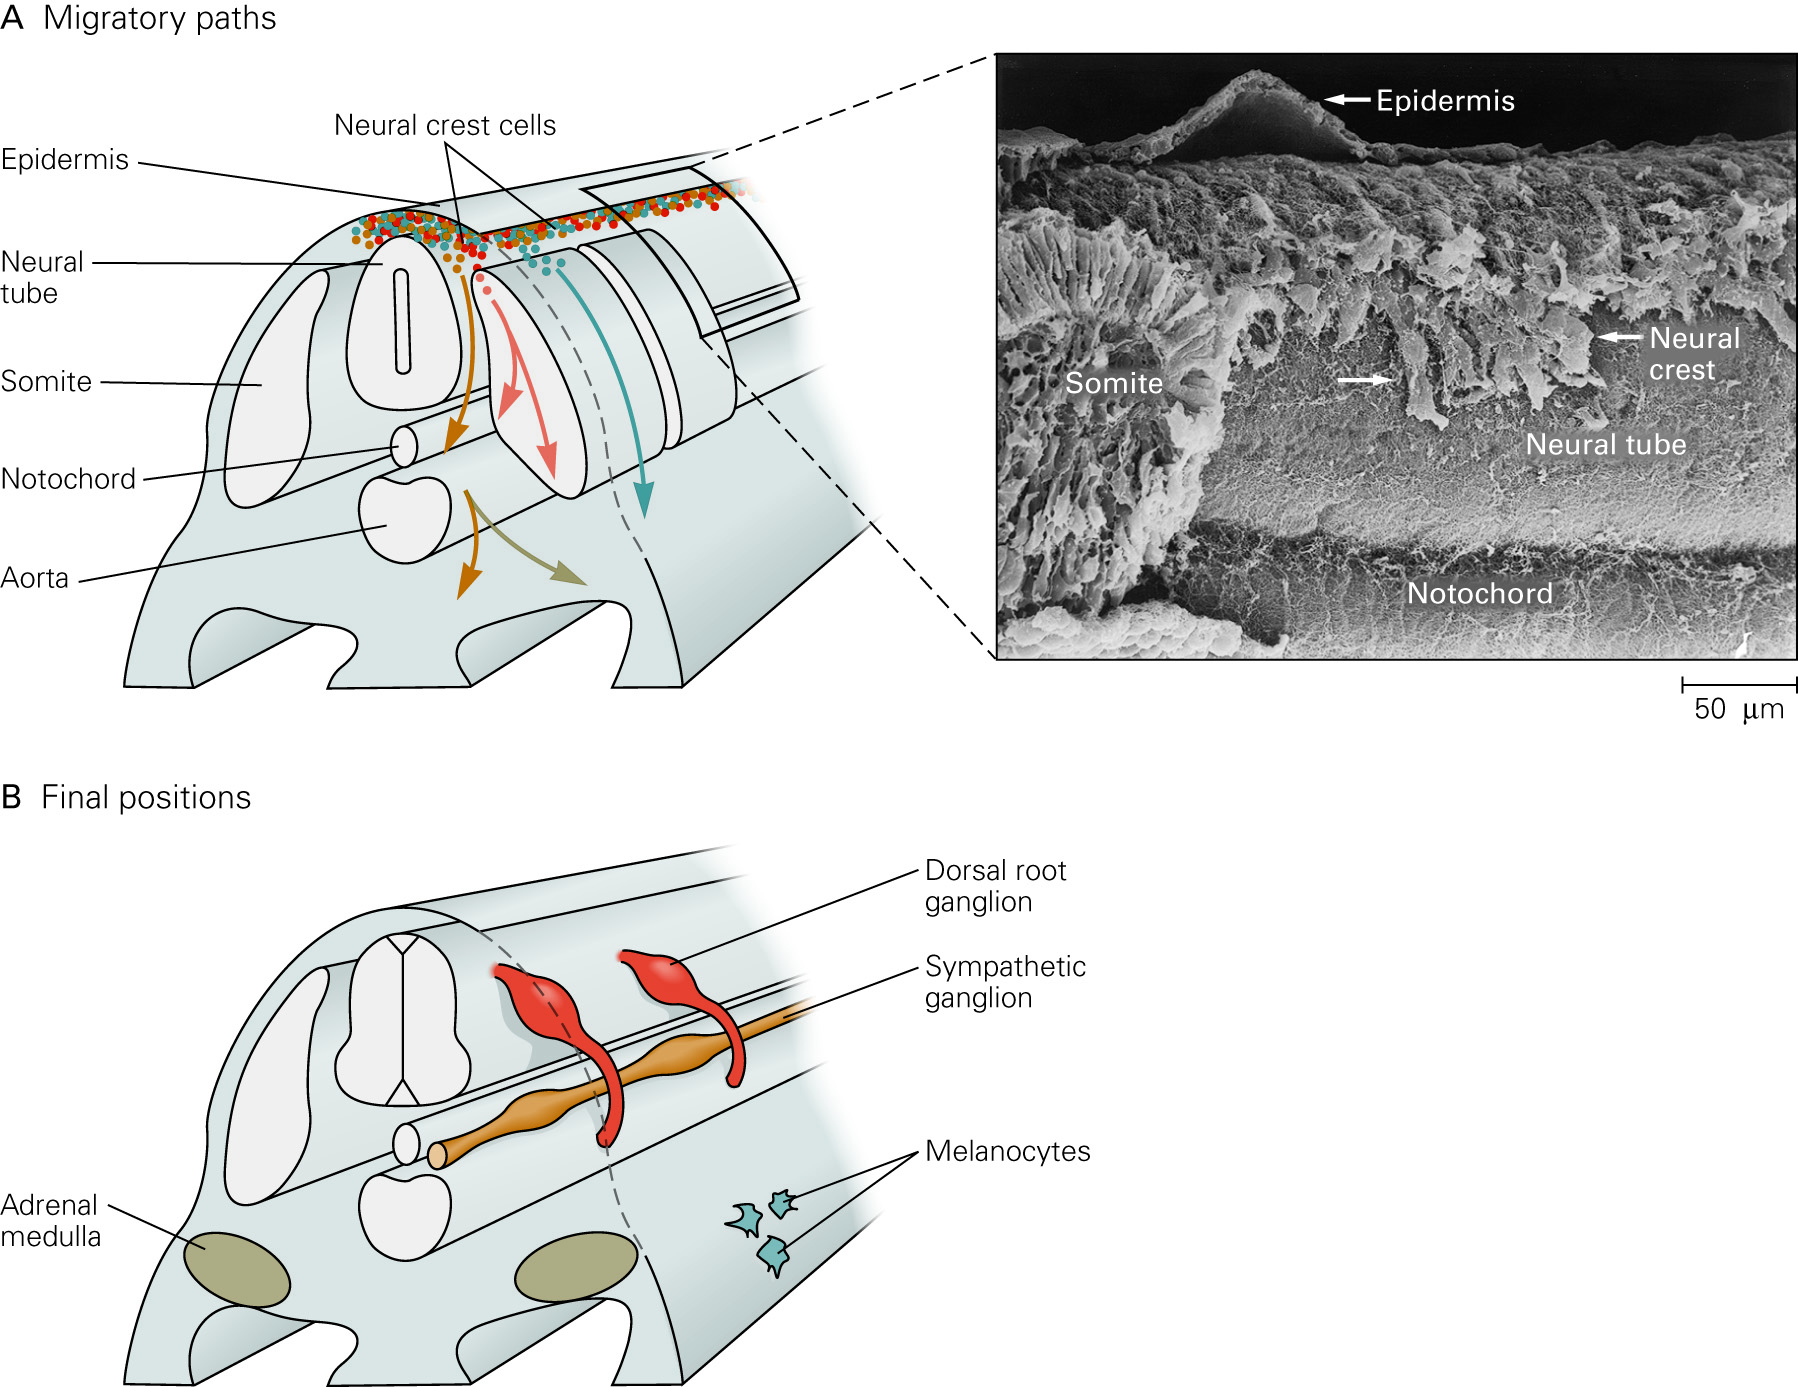 A Migratory paths
Neural crest cells
Epidermis
Neural
tube
Somite
Notochord
Aorta
Epidermis
Neural
crest
Somite
Neural tube
Notochord
50 μm
B Final positions
Dorsal root
ganglion
Sympathetic
ganglion
Melanocytes
Adrenal
medulla